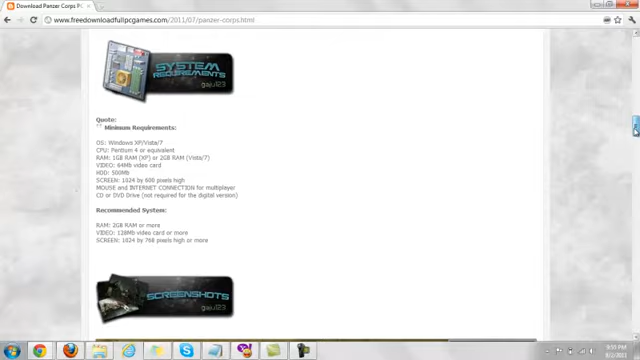 Download Panzer Corps PC
www.freedownloadfullpcgames.com/2011/07/panzer-corps.html
SYSTEM
REQUIREMENTS
gaju123
Quote:
Minimum Requirements:
OS: Windows XP/Vista/7
CPU: Pentium 4 or equivalent
RAM: 1GB RAM (XP) or 2GB RAM (Vista/7)
VIDEO: 64Mb video card
HDD: 500Mb
SCREEN: 1024 by 600 pixels high
MOUSE and INTERNET CONNECTION for multiplayer
CD or DVD Drive (not required for the digital version)
Recommended System:
RAM: 2GB RAM or more
VIDEO: 128Mb video card or more
SCREEN: 1024 by 768 pixels high or more
SCREENSHOTS
gaju123